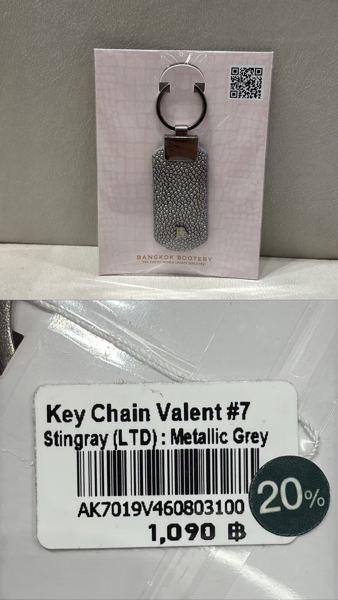 BANGKOK BOOTERY
Key Chain Valent #7
Stingray (LTD) : Metallic Grey
AK7019V460803100
20%
1,090 ฿